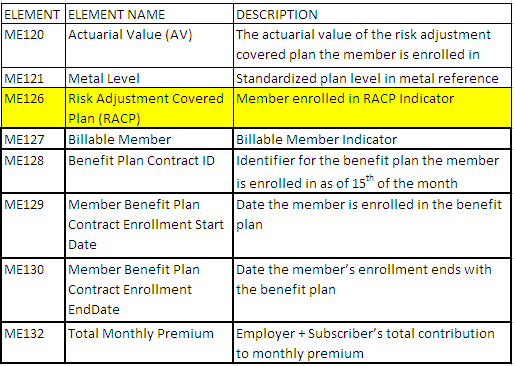 ELEMENT ELEMENT NAME DESCRIPTION
ME120 Actuarial Value (AV) The actuarial value of the risk adjustment
covered plan the member is enrolled in
ME121 Metal Level Standardized plan level in metal reference
ME126 Risk Adjustment Covered Member enrolled in RACP Indicator
Plan (RACP)
ME127 Billable Member Billable Member Indicator
ME128 Benefit Plan Contract ID Identifier for the benefit plan the member
is enrolled in as of 15th of the month
ME129 Member Benefit Plan Date the member is enrolled in the benefit
Contract Enrollment Start plan
Date
ME130 Member Benefit Plan Date the member’s enrollment ends with
Contract Enrollment the benefit plan
EndDate
ME132 Total Monthly Premium Employer + Subscriber’s total contribution
to monthly premium